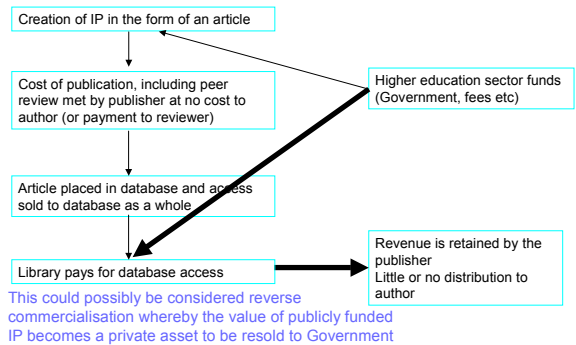 Creation of IP in the form of an article
Cost of publication, including peer
review met by publisher at no cost to
author (or payment to reviewer)
Higher education sector funds
(Government, fees etc)
Article placed in database and access
sold to database as a whole
Library pays for database access
Revenue is retained by the
publisher
Little or no distribution to
author
This could possibly be considered reverse
commercialisation whereby the value of publicly funded
IP becomes a private asset to be resold to Government